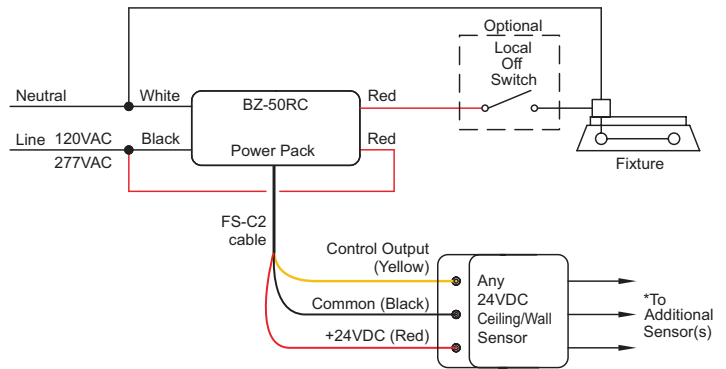 Optional
Local
Off
Switch
Neutral
White
BZ-50RC
Red
Line
120VAC
277VAC
Black
Power Pack
Red
Fixture
FS-C2
cable
Control Output
(Yellow)
Common (Black)
+24VDC (Red)
Any
24VDC
Ceiling/Wall
Sensor
*To
Additional
Sensor(s)